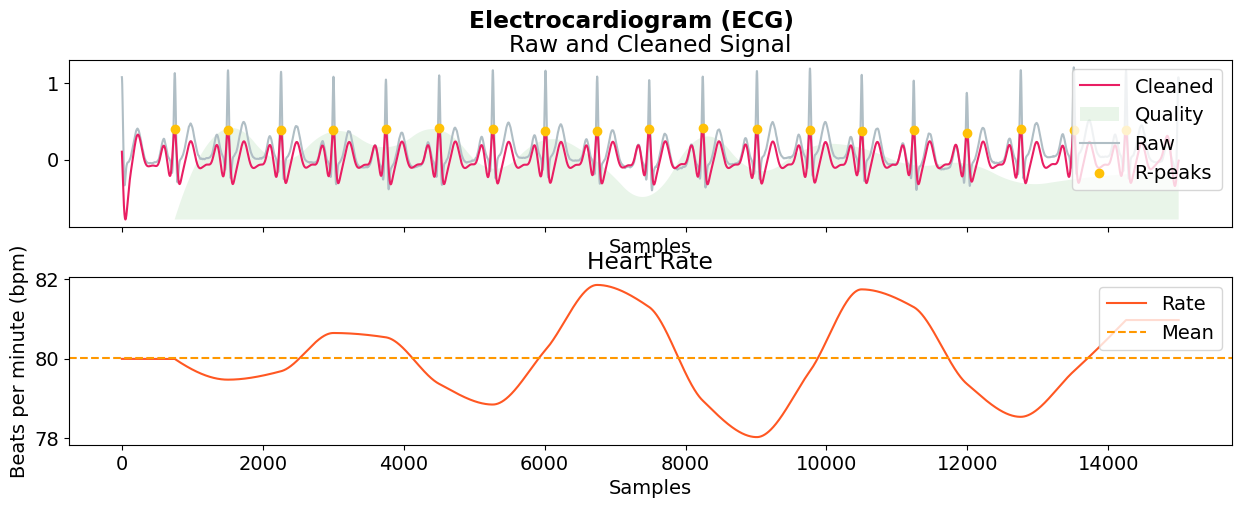 Electrocardiogram (ECG)
Raw and Cleaned Signal
1
0
Cleaned
Quality
Raw
R-peaks
Samples
Heart Rate
Beats per minute (bpm)
82
80
78
Rate
Mean
0 2000 4000 6000 8000 10000 12000 14000
Samples